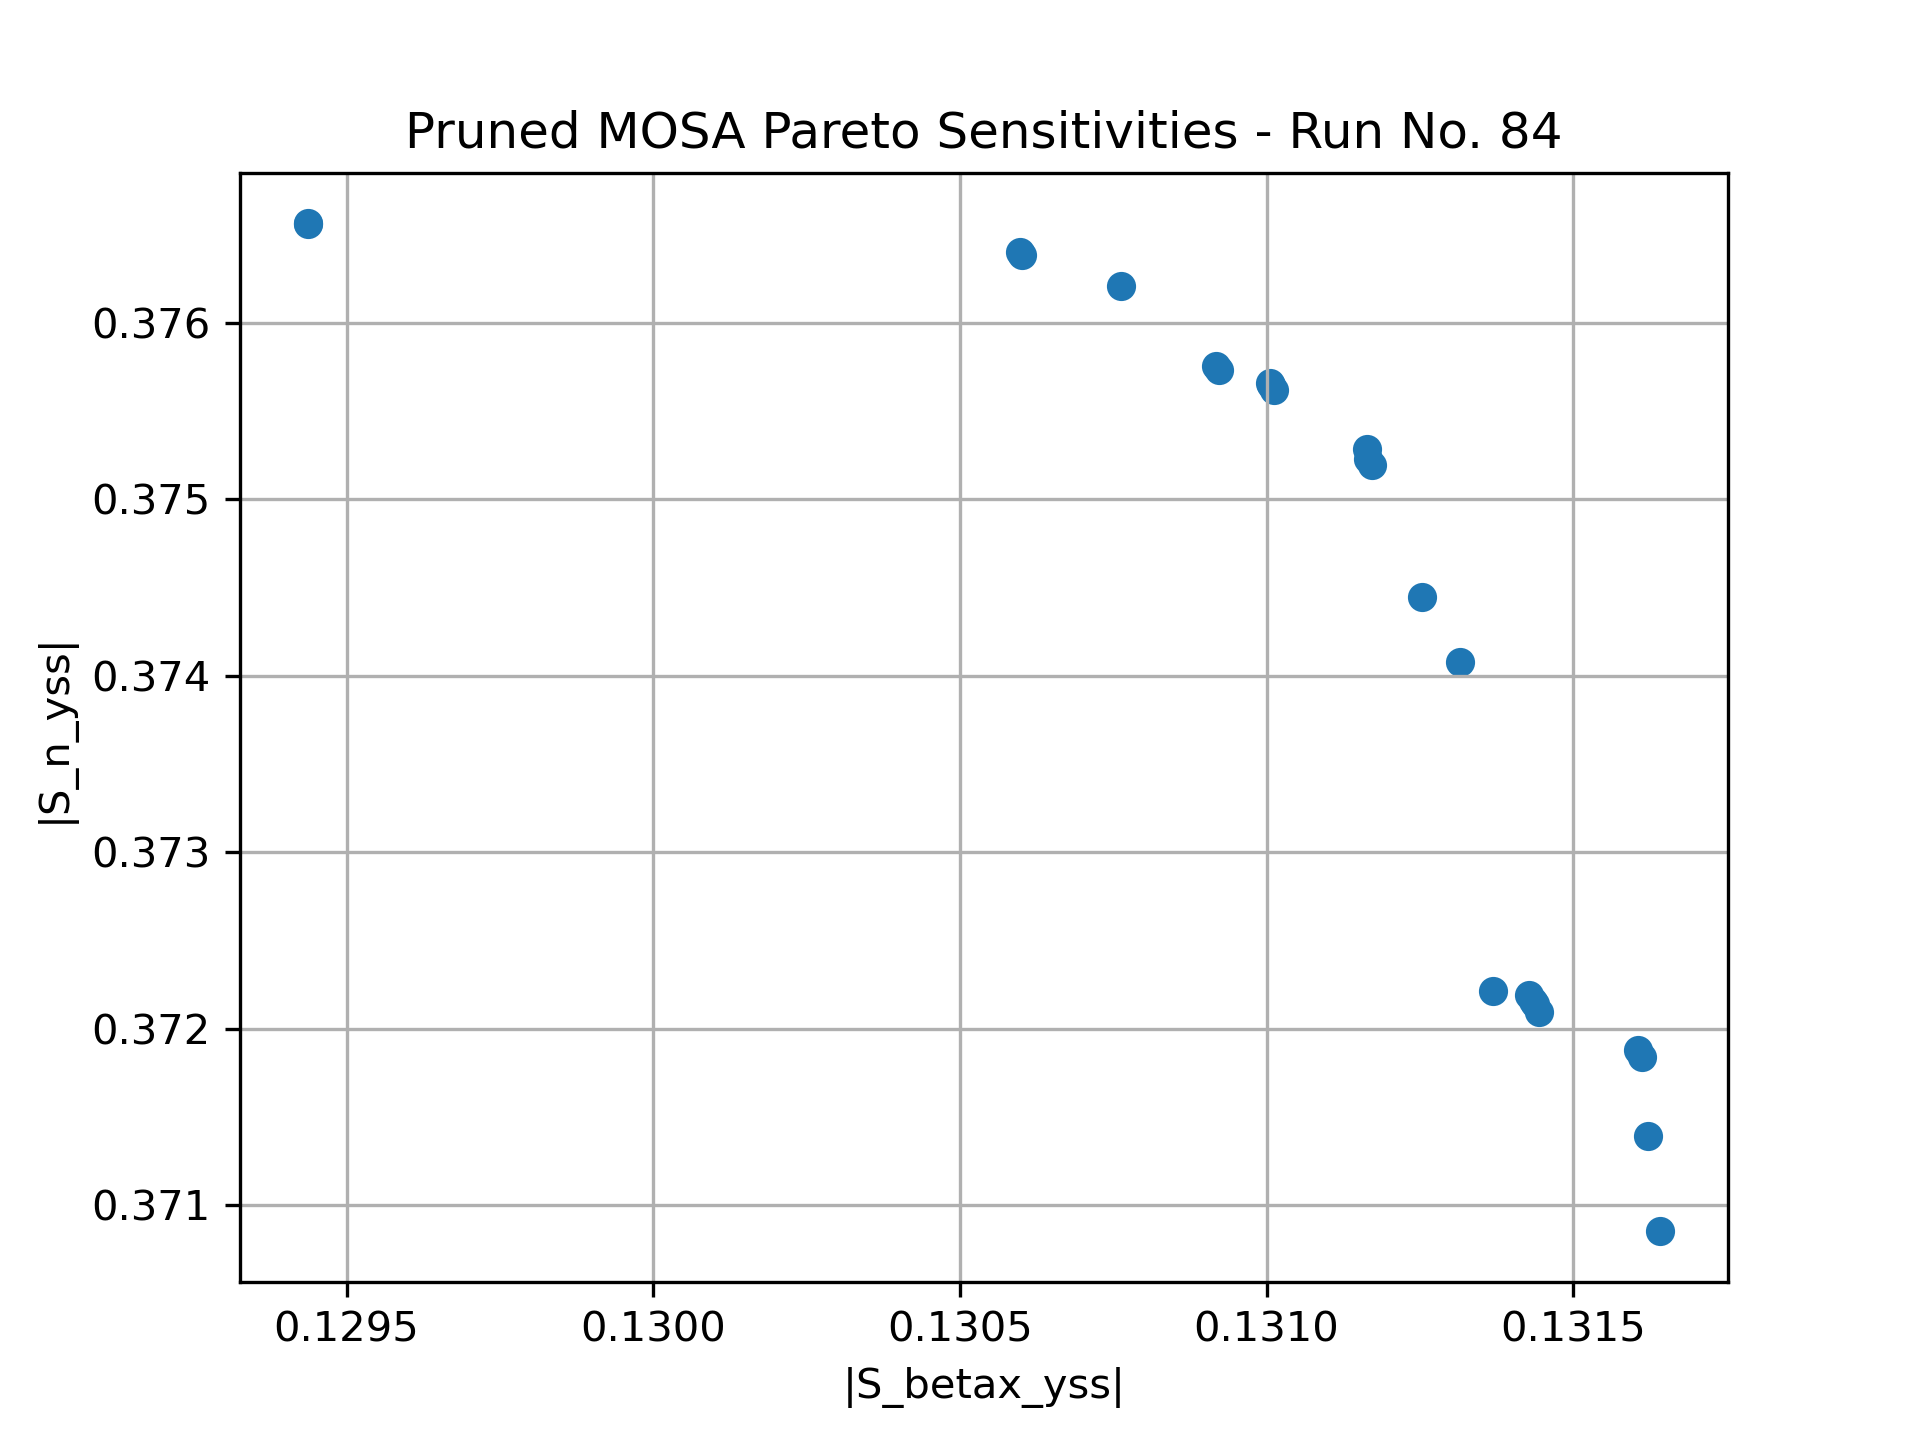 Pruned MOSA Pareto Sensitivities - Run No. 84
|S_n_yss|
0.376
0.375
0.374
0.373
0.372
0.371
0.1295 0.1300 0.1305 0.1310 0.1315
|S_betax_yss|